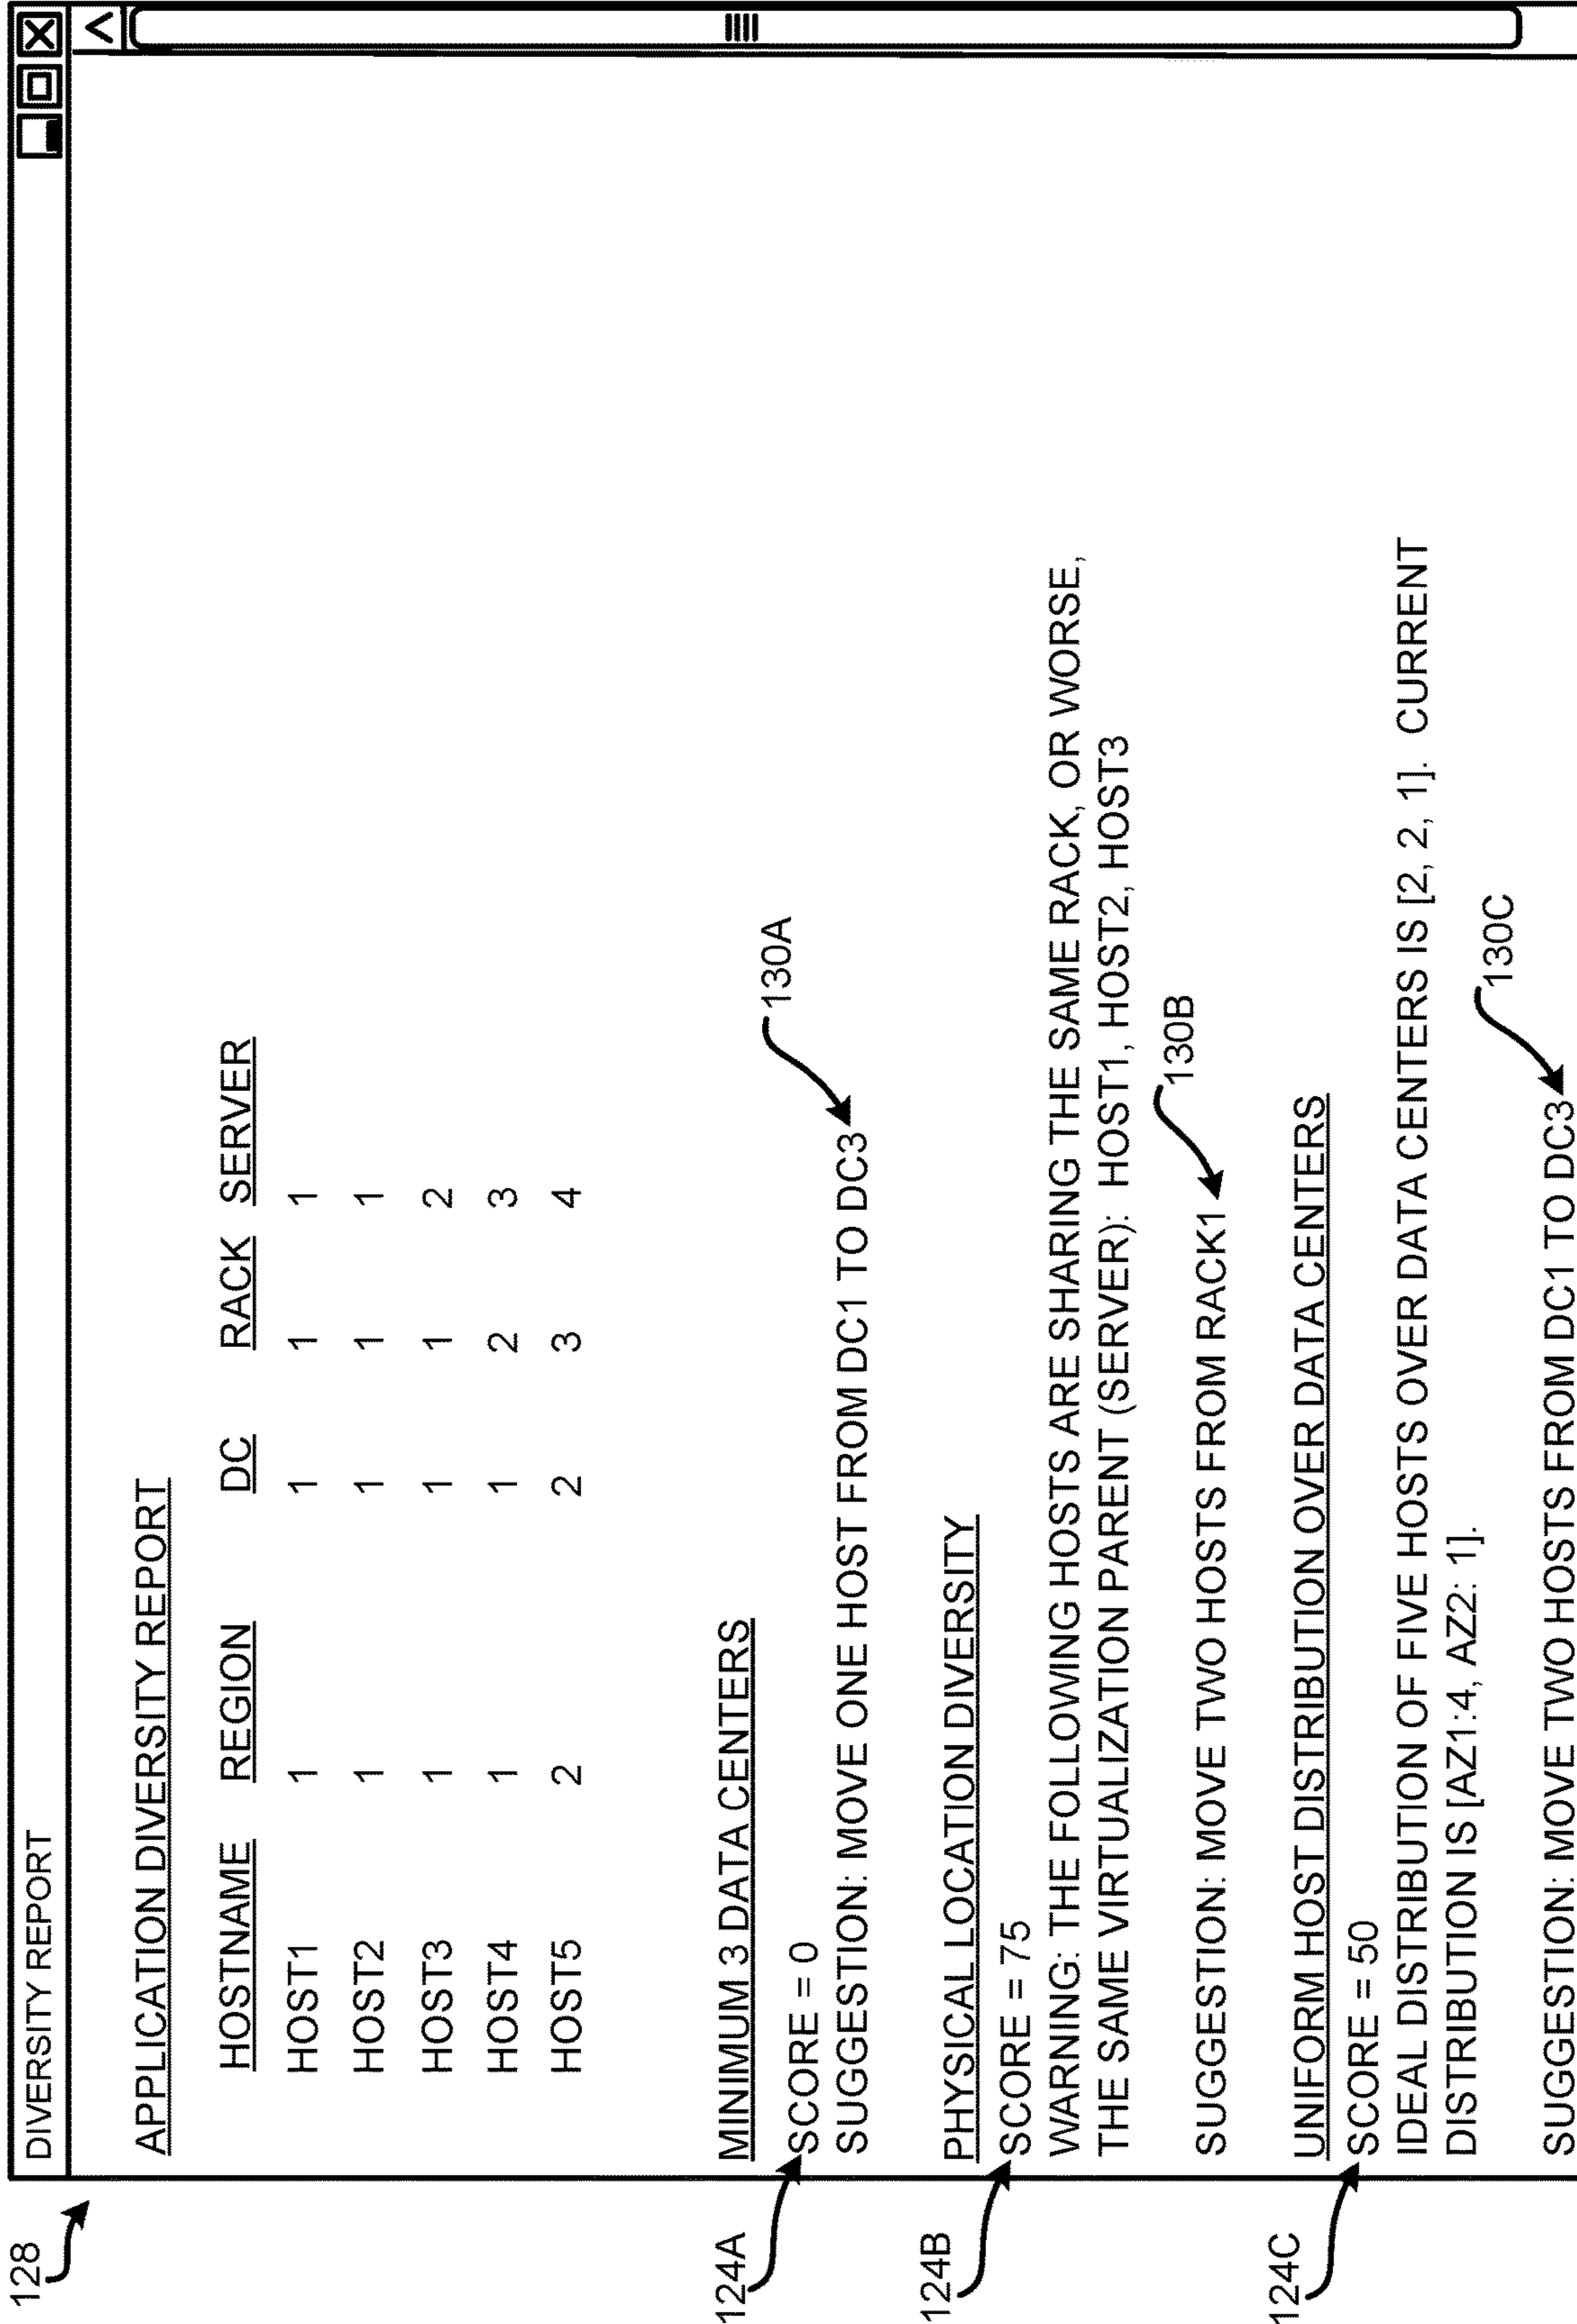 128
DIVERSITY REPORT
APPLICATION DIVERSITY REPORT
HOSTNAME REGION DC RACK SERVER
HOST1 1 1 1 1
HOST2 1 1 1 1
HOST3 1 1 1 2
HOST4 1 1 2 3
HOST5 2 2 3 4
MINIMUM 3 DATA CENTERS
124A
SCORE = 0
130A
SUGGESTION: MOVE ONE HOST FROM DC1 TO DC3
PHYSICAL LOCATION DIVERSITY
124B
SCORE = 75
WARNING: THE FOLLOWING HOSTS ARE SHARING THE SAME RACK, OR WORSE,
THE SAME VIRTUALIZATION PARENT (SERVER): HOST1, HOST2, HOST3
130B
SUGGESTION: MOVE TWO HOSTS FROM RACK1
UNIFORM HOST DISTRIBUTION OVER DATA CENTERS
124C
SCORE = 50
IDEAL DISTRIBUTION OF FIVE HOSTS OVER DATA CENTERS IS [2, 2, 1]. CURRENT
DISTRIBUTION IS [AZ1:4, AZ2: 1].
130C
SUGGESTION: MOVE TWO HOSTS FROM DC1 TO DC3